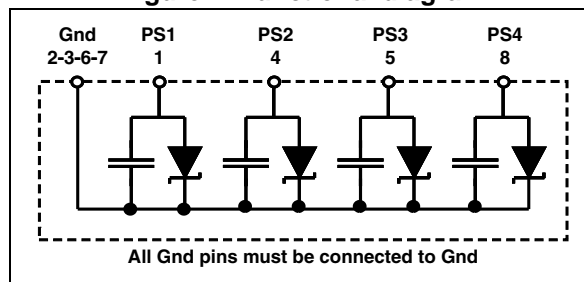 Gnd PS1 PS2 PS3 PS4
2-3-6-7 1 4 5 8
All Gnd pins must be connected to Gnd